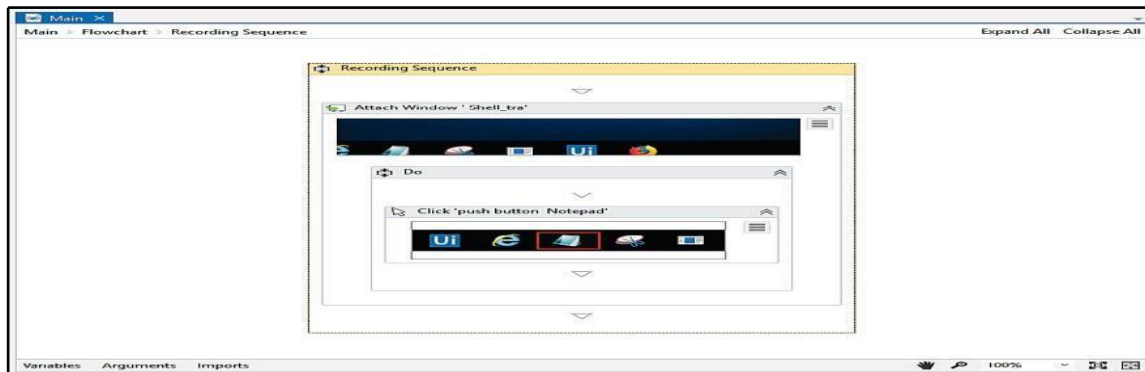 Main
Main > Flowchart > Recording Sequence Expand All Collapse All
Recording Sequence
Attach Window ' Shell_tra'
Ui
Do
Click 'push button Notepad'
Ui
Variables Arguments Imports 100%